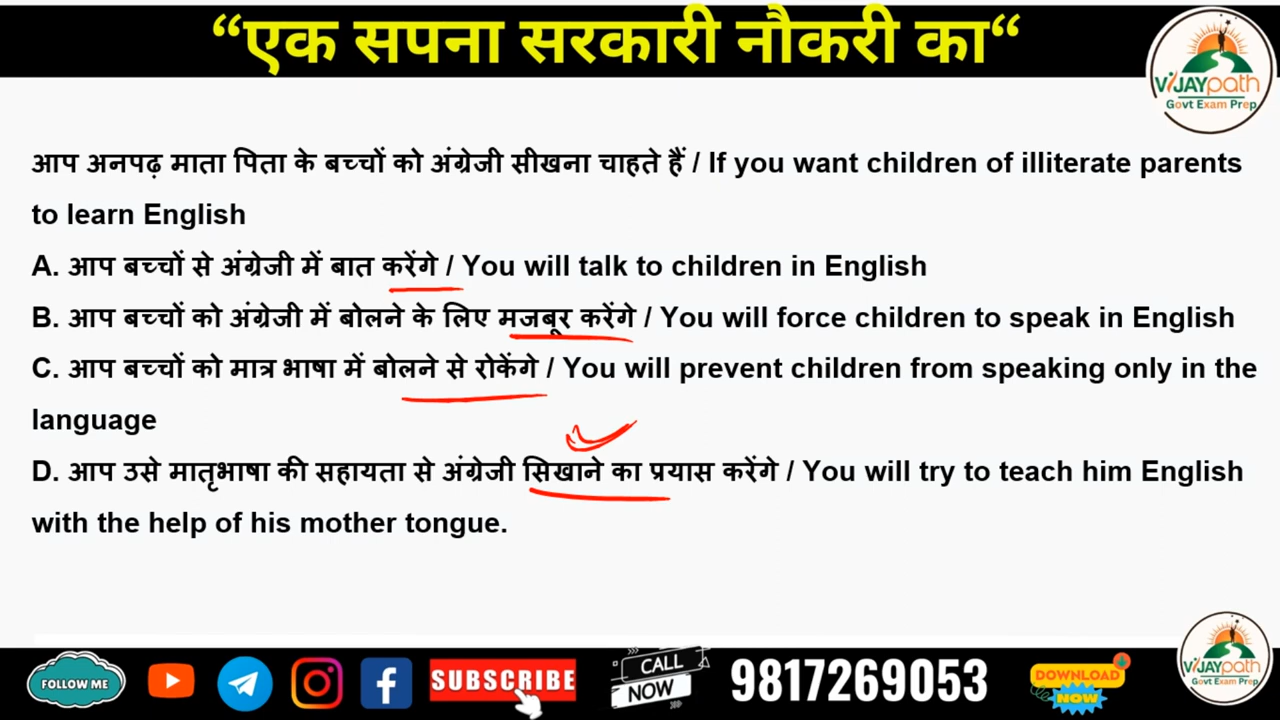 “एक सपना सरकारी नौकरी का“
VIJAYpath
Govt Exam Prep
आप अनपढ़ माता पिता के बच्चों को अंग्रेजी सीखना चाहते हैं / If you want children of illiterate parents
to learn English
A. आप बच्चों से अंग्रेजी में बात करेंगे / You will talk to children in English
B. आप बच्चों को अंग्रेजी में बोलने के लिए मजबूर करेंगे / You will force children to speak in English
C. आप बच्चों को मात्र भाषा में बोलने से रोकेंगे / You will prevent children from speaking only in the
language
D. आप उसे मातृभाषा की सहायता से अंग्रेजी सिखाने का प्रयास करेंगे / You will try to teach him English
with the help of his mother tongue.
FOLLOW ME
SUBSCRIBE
CALL
NOW
9817269053
DOWNLOAD
NOW
VIJAYpath
Govt Exam Prep